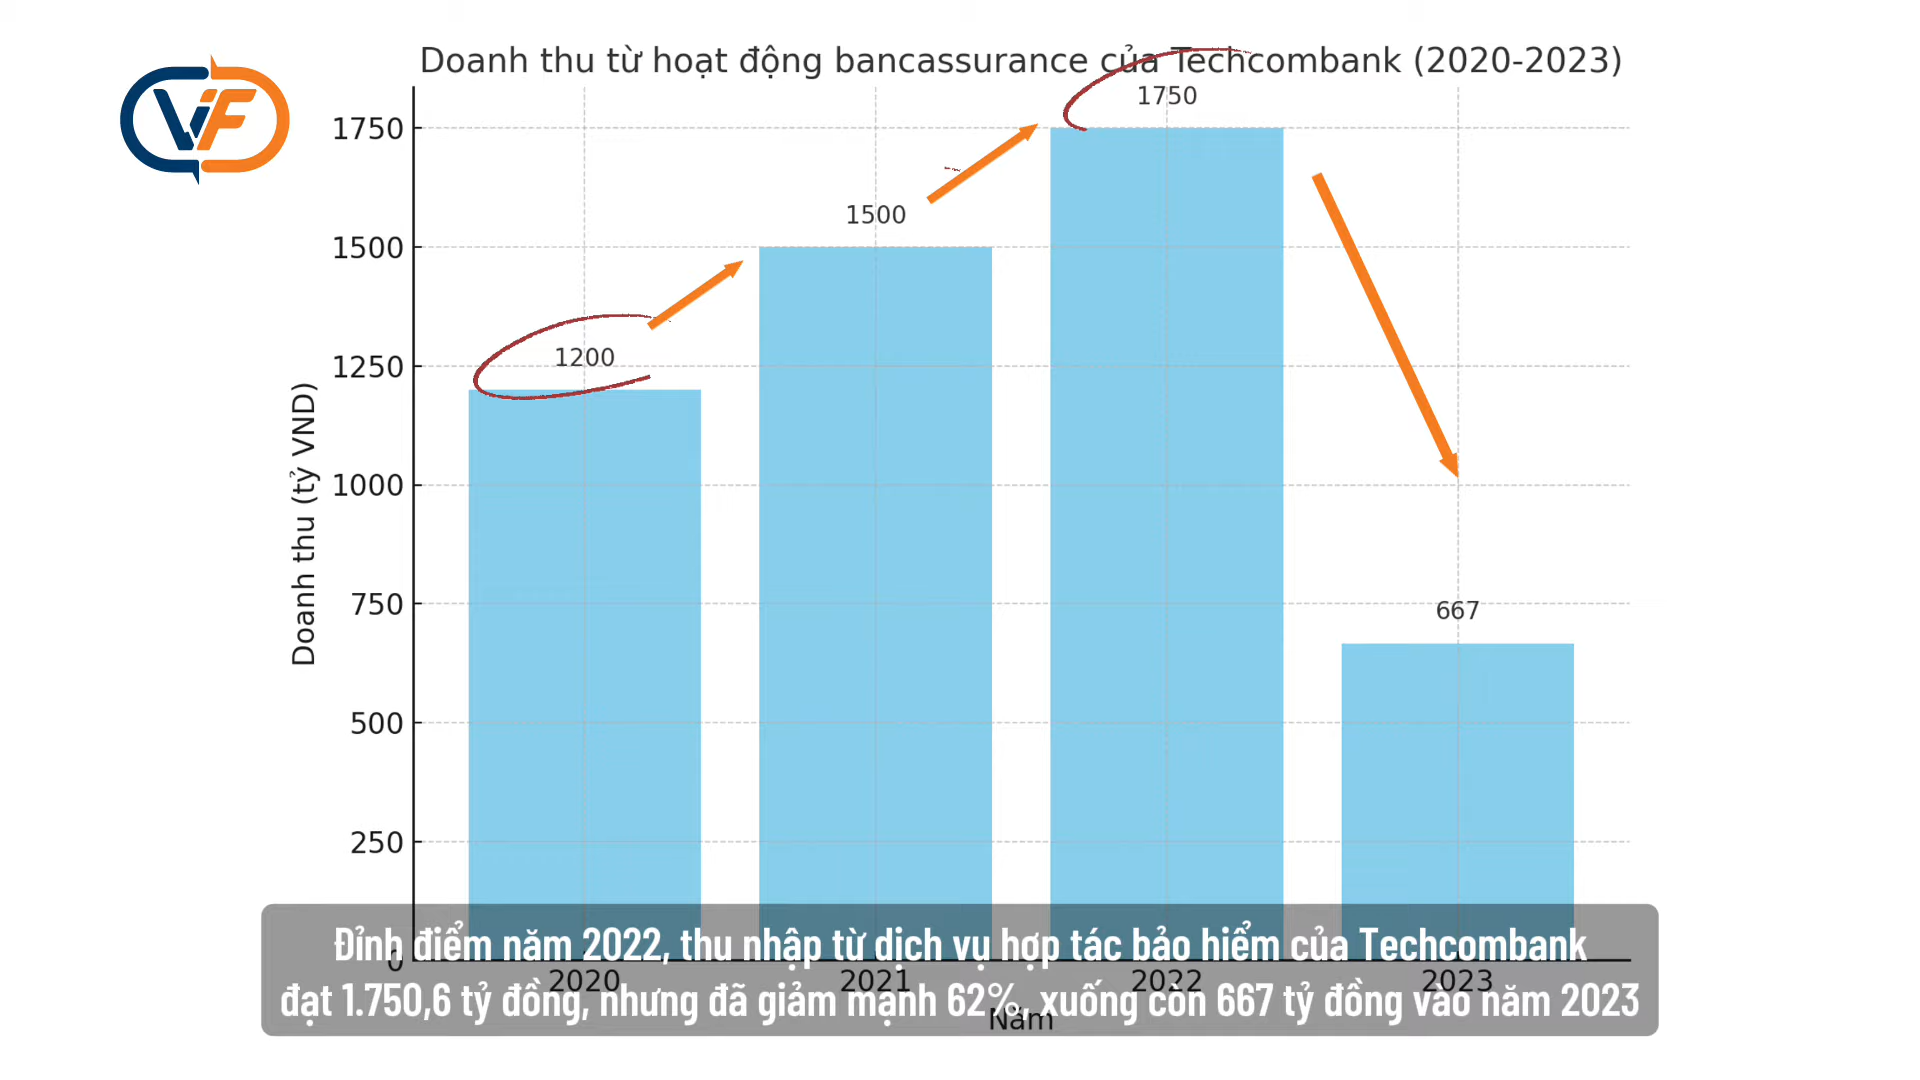 ViF
Doanh thu từ hoạt động bancassurance của Techcombank (2020-2023)
1750
1500
1250
1000
750
500
250
0
Doanh thu (tỷ VND)
1200
1500
1750
667
2020
2021
2022
2023
Năm
Đỉnh điểm năm 2022, thu nhập từ dịch vụ hợp tác bảo hiểm của Techcombank
đạt 1.750,6 tỷ đồng, nhưng đã giảm mạnh 62%, xuống còn 667 tỷ đồng vào năm 2023